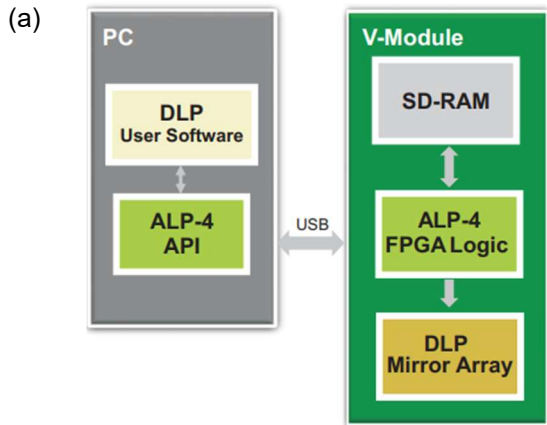 (a)
PC
DLP
User Software
ALP-4
API
USB
V-Module
SD-RAM
ALP-4
FPGA Logic
DLP
Mirror Array